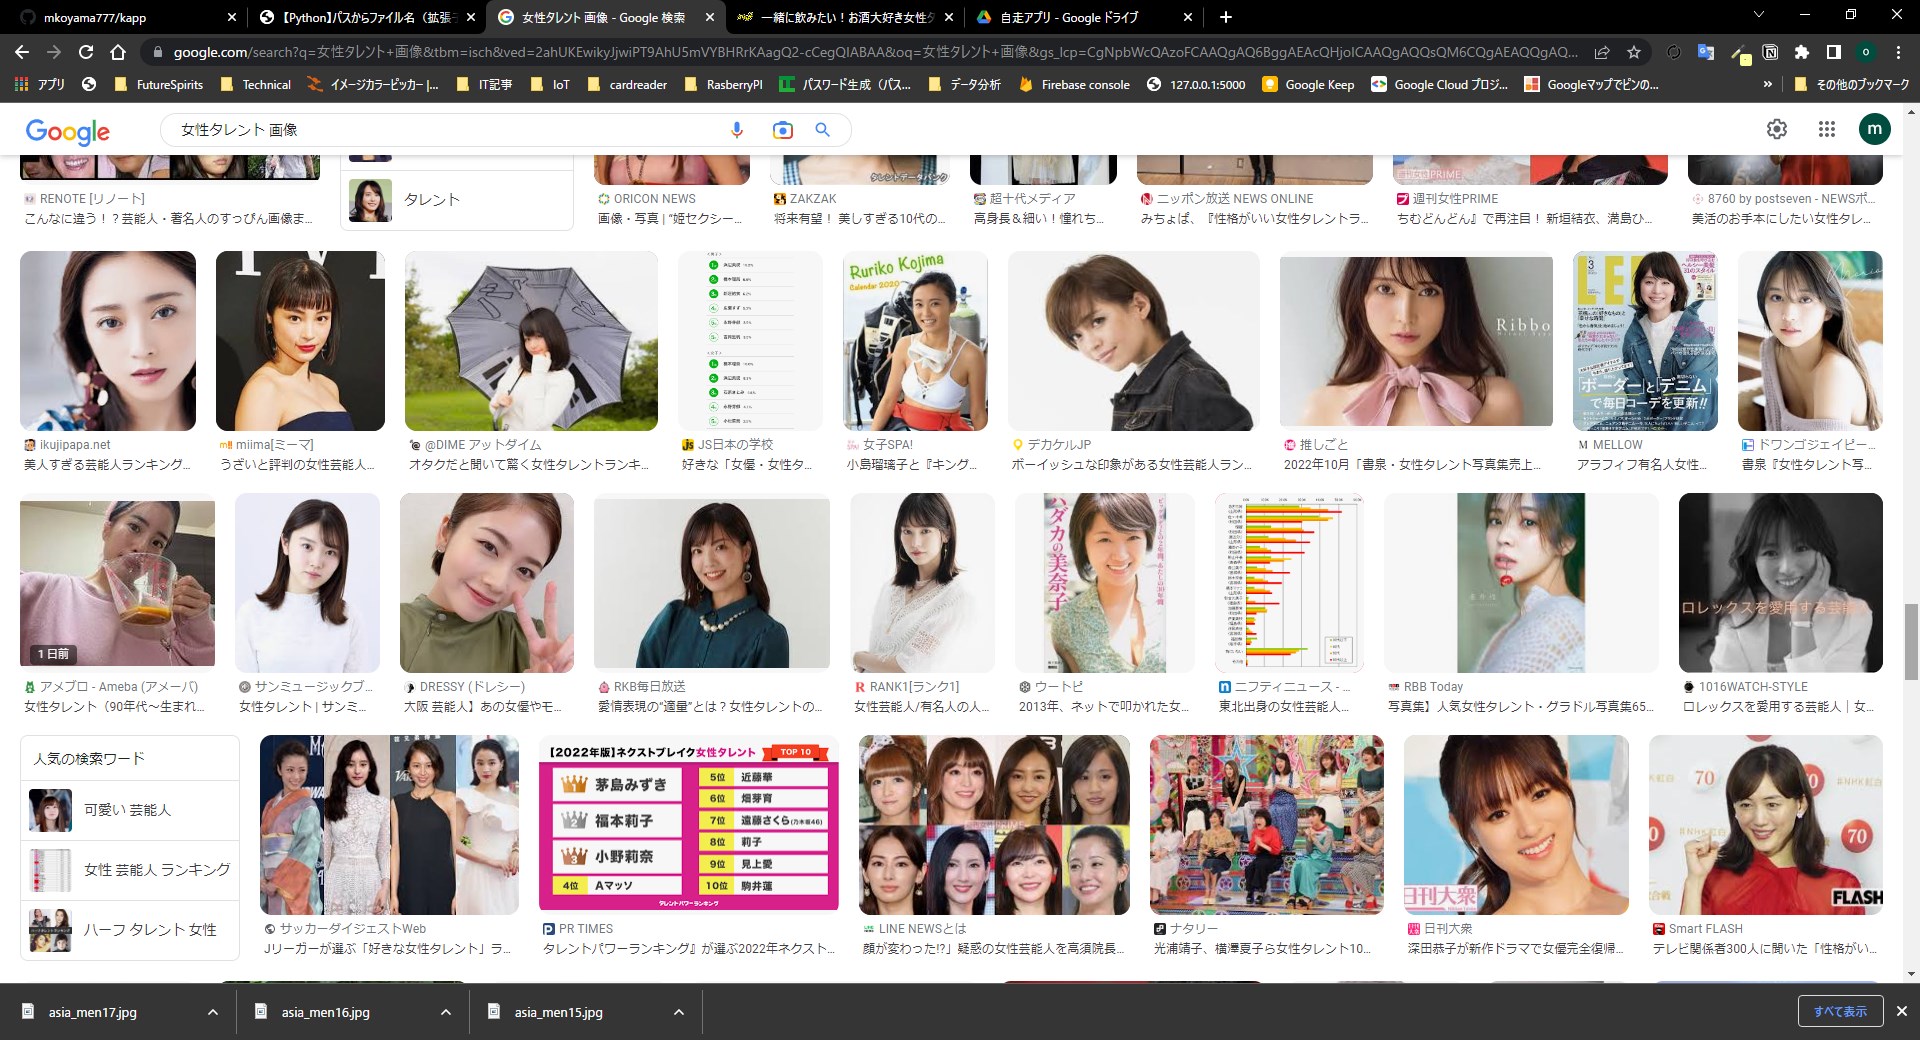 mkoyama777/kapp
【Python】パスからファイル名（拡張子
女性タレント 画像 - Google 検索
一緒に飲みたい！お酒大好き女性タ
自走アプリ - Google ドライブ
google.com/search?q=女性タレント+画像&tbm=isch&ved=2ahUKEwikyJjwiPT9AhU5mVYBHRrKAagQ2-cCegQIABAA&oq=女性タレント+画像&gs_lcp=CgNpbWcQAzoFCAAQgAQ6BggAEAcQHjoICAAQgAQQsQM6CQgAEAQQgAQ...
アプリ
FutureSpirits
Technical
イメージカラーピッカー |...
IT記事
IoT
cardreader
RasberryPI
パスワード生成（パス...
データ分析
Firebase console
127.0.0.1:5000
Google Keep
Google Cloud プロジ...
Googleマップでピンの...
»
その他のブックマーク
Google
女性タレント 画像
m
タレントデータバンク
週刊女性PRIME
RENOTE [リノート]
こんなに違う！？芸能人・著名人のすっぴん画像ま...
タレント
ORICON NEWS
画像・写真 | “姫セクシー...
ZAKZAK
将来有望！ 美しすぎる10代の...
超十代メディア
高身長＆細い！憧れち...
ニッポン放送 NEWS ONLINE
みちょぱ、『性格がいい女性タレントラ...
週刊女性PRIME
ちむどんどん』で再注目！ 新垣結衣、満島ひ...
8760 by postseven - NEWSポ...
美活のお手本にしたい女性タレ...
Ruriko Kojima
Calendar 2020
Ribbo
LEE
3
「ボーダー」と「デニム」
で毎日コーデを更新!!
ikujipapa.net
美人すぎる芸能人ランキング...
miima[ミーマ]
うざいと評判の女性芸能人...
@DIME アットダイム
オタクだと聞いて驚く女性タレントランキ...
JS日本の学校
好きな「女優・女性タ...
女子SPA!
小島瑠璃子と『キング...
デカケルJP
ボーイッシュな印象がある女性芸能人ラン...
推しごと
2022年10月「書泉・女性タレント写真集売上...
MELLOW
アラフィフ有名人女性...
ドワンゴジェイピー...
書泉『女性タレント写...
1 日前
ハダカの美奈子
ロレックスを愛用する芸能人
アメブロ - Ameba (アメーバ)
女性タレント（90年代～生まれ...
サンミュージックブ...
女性タレント | サンミ...
DRESSY (ドレシー)
大阪 芸能人】あの女優やモ...
RKB毎日放送
愛情表現の“適量”とは？女性タレントの...
RANK1[ランク1]
女性芸能人/有名人の人...
ウートピ
2013年、ネットで叩かれた女...
ニフティニュース - ...
東北出身の女性芸能人...
RBB Today
写真集】人気女性タレント・グラドル写真集65...
1016WATCH-STYLE
ロレックスを愛用する芸能人｜女...
人気の検索ワード
可愛い 芸能人
女性 芸能人 ランキング
ハーフ タレント 女性
【2022年版】ネクストブレイク女性タレント TOP 10
茅島みずき
福本莉子
小野莉奈
4位 Aマッソ
5位 近藤華
6位 畑芽育
7位 遠藤さくら(乃木坂46)
8位 莉子
9位 見上愛
10位 駒井蓮
タレントパワーランキング
日刊大衆
70
#NHK紅白
70
FLASH
サッカーダイジェストWeb
Jリーガーが選ぶ「好きな女性タレント」ラ...
PR TIMES
タレントパワーランキング』が選ぶ2022年ネクスト...
LINE NEWSとは
顔が変わった!?」疑惑の女性芸能人を高須院長...
ナタリー
光浦靖子、横澤夏子ら女性タレント10...
日刊大衆
深田恭子が新作ドラマで女優完全復帰...
Smart FLASH
テレビ関係者300人に聞いた「性格がい...
asia_men17.jpg
asia_men16.jpg
asia_men15.jpg
すべて表示